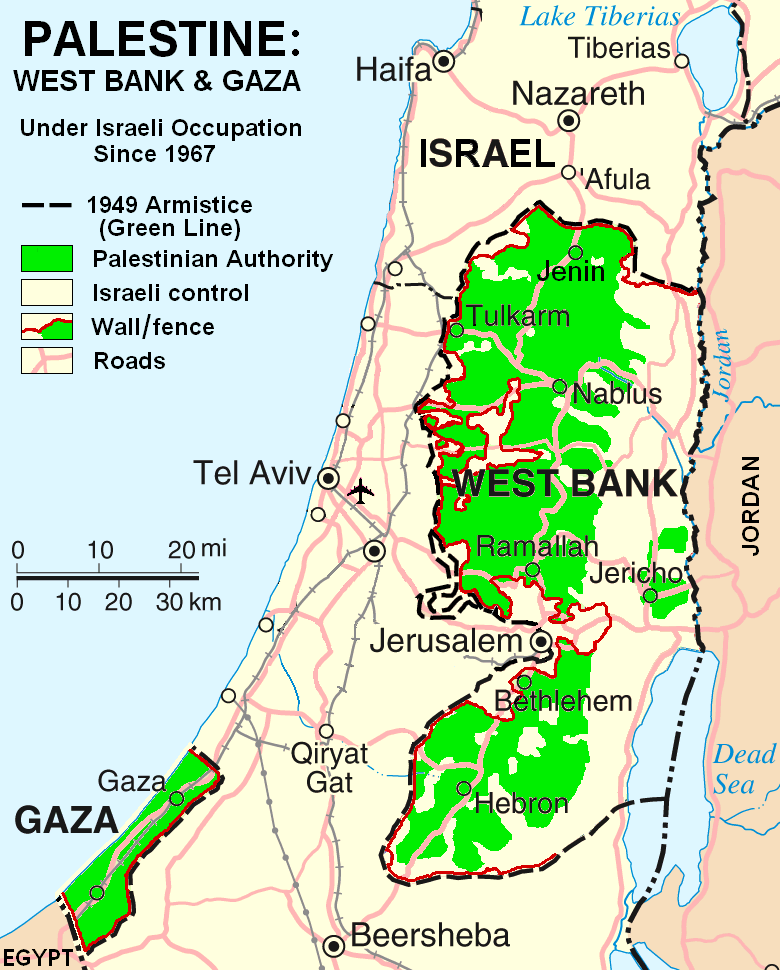 PALESTINE:
WEST BANK & GAZA
Under Israeli Occupation
Since 1967
1949 Armistice
(Green Line)
Palestinian Authority
Israeli control
Wall/fence
Roads
Lake Tiberias
Tiberias
Haifa
Nazareth
ISRAEL
'Afula
Jenin
Tulkarm
Jordan
Nablus
Tel Aviv
WEST BANK
JORDAN
0 10 20 mi
0 10 20 30 km
Ramallah
Jericho
Jerusalem
Bethlehem
Qiryat
Gat
Dead
Sea
Gaza
GAZA
Hebron
Beersheba
EGYPT